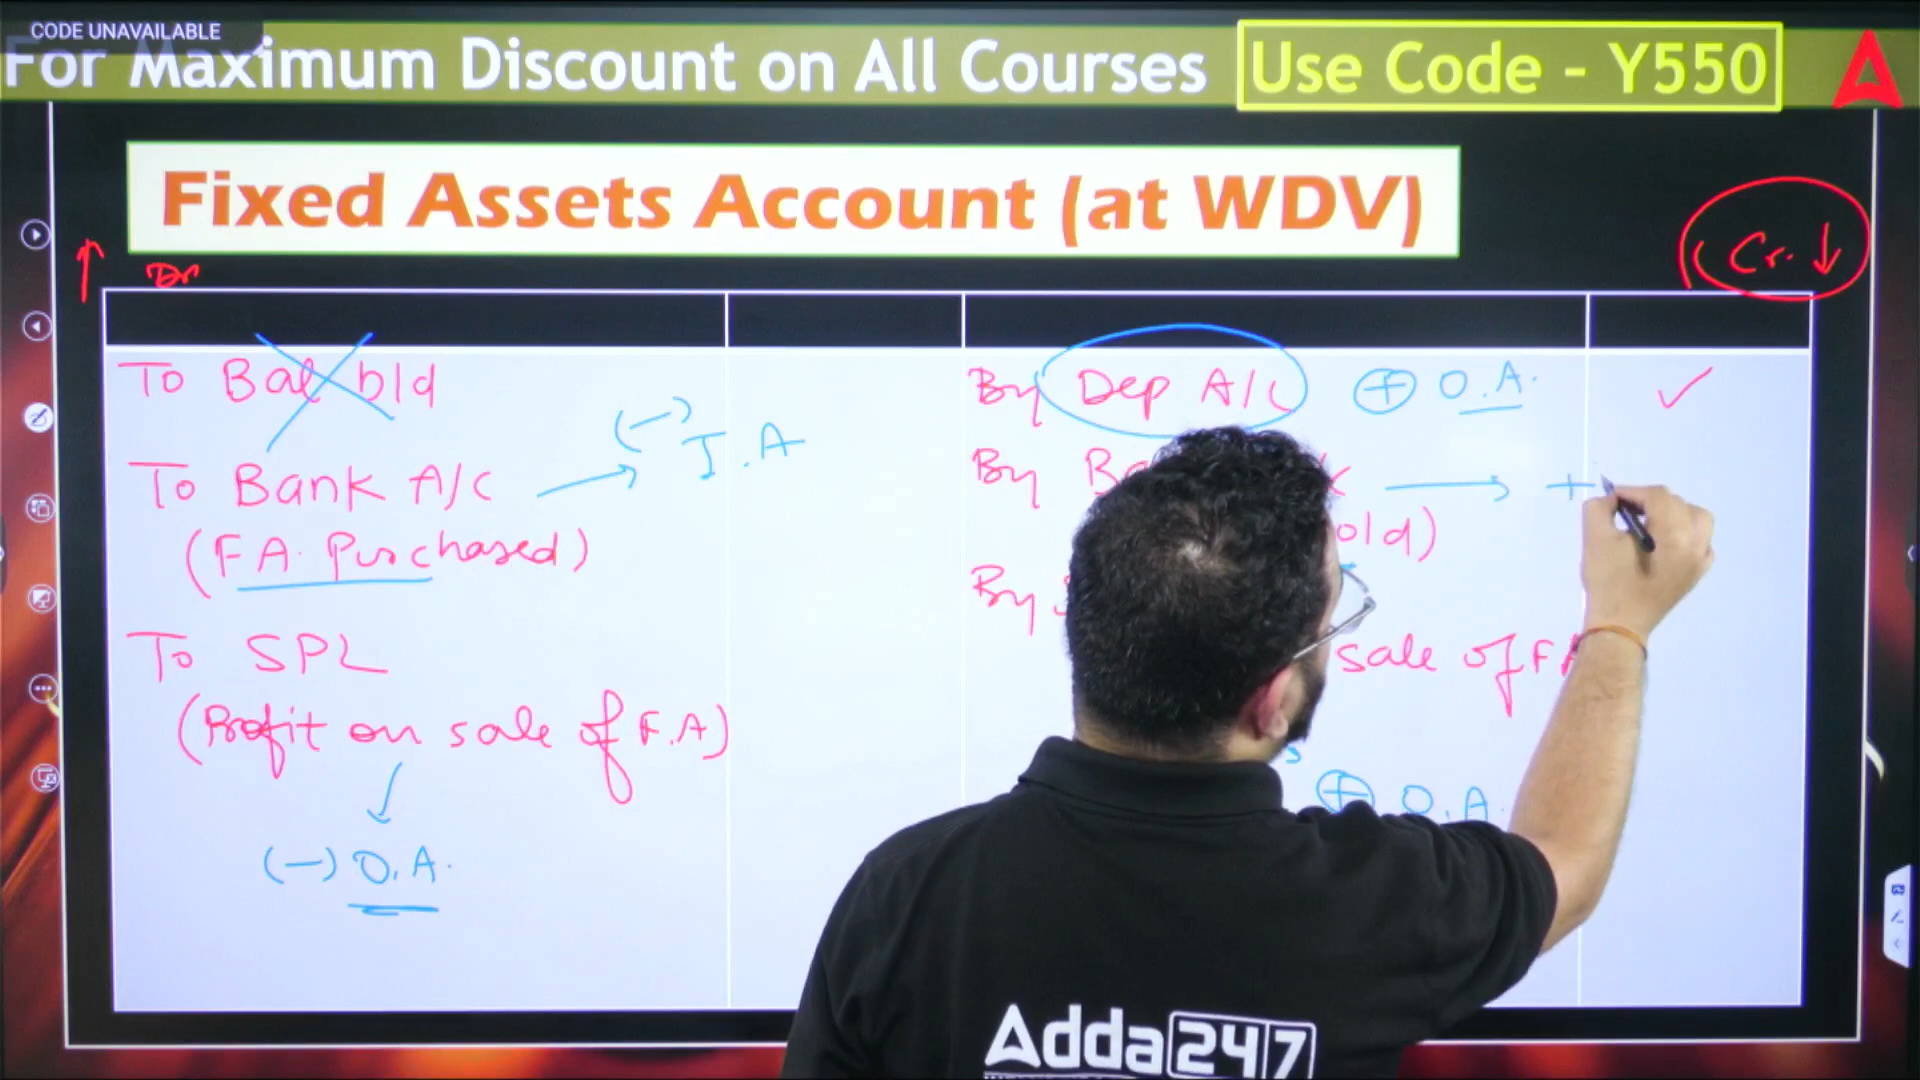 CODE UNAVAILABLE
For Maximum Discount on All Courses
Use Code - Y550
Fixed Assets Account (at WDV)
Dr
Cr. ↓
To Bal b/d
To Bank A/C
(-) I.A
(F.A. Purchased)
To SPL
(Profit on sale of F.A)
(-) O.A.
By Dep A/C ⊕ O.A.
✓
By
→ +
old)
By
sale of FA
⊕ O.A.
Adda247